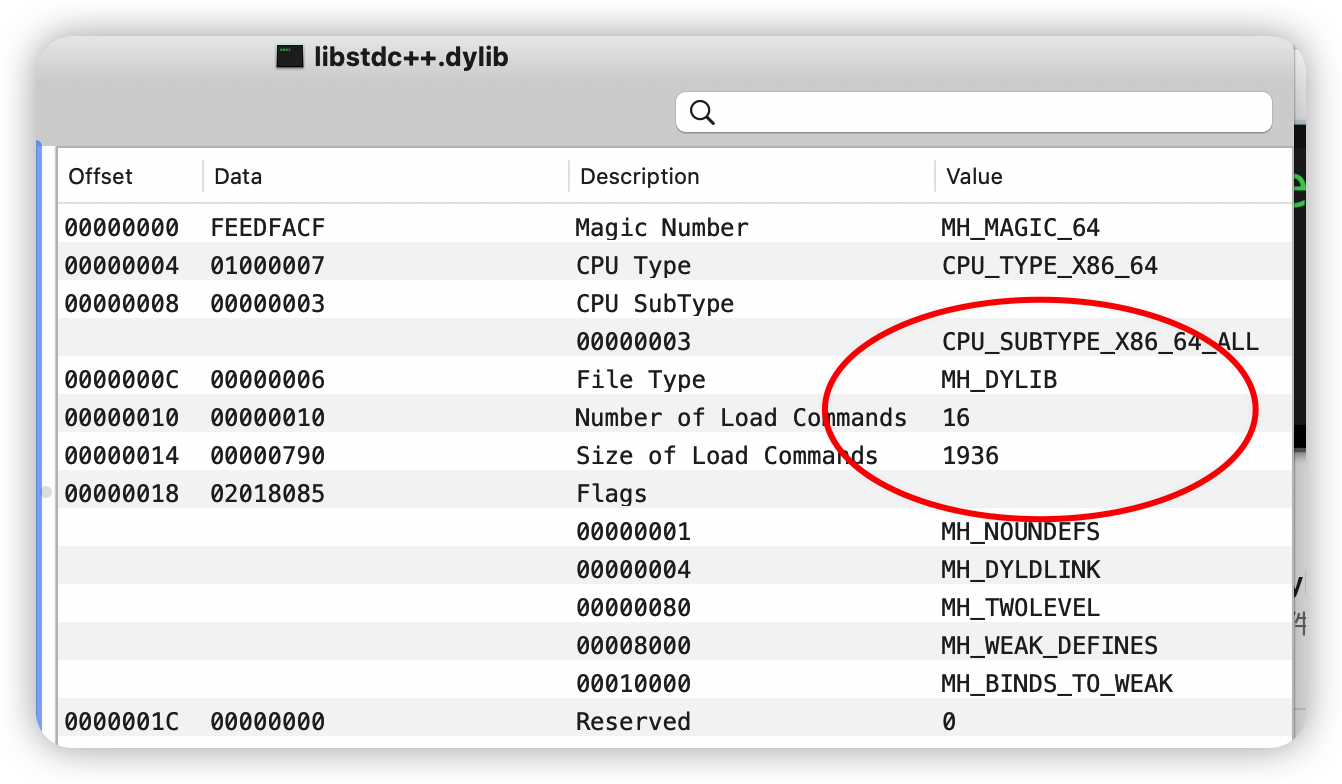 libstdc++.dylib
Offset Data Description Value
00000000 FEEDFACF Magic Number MH_MAGIC_64
00000004 01000007 CPU Type CPU_TYPE_X86_64
00000008 00000003 CPU SubType
00000003 CPU_SUBTYPE_X86_64_ALL
0000000C 00000006 File Type MH_DYLIB
00000010 00000010 Number of Load Commands 16
00000014 00000790 Size of Load Commands 1936
00000018 02018085 Flags
00000001 MH_NOUNDEFS
00000004 MH_DYLDLINK
00000080 MH_TWOLEVEL
00008000 MH_WEAK_DEFINES
00010000 MH_BINDS_TO_WEAK
0000001C 00000000 Reserved 0